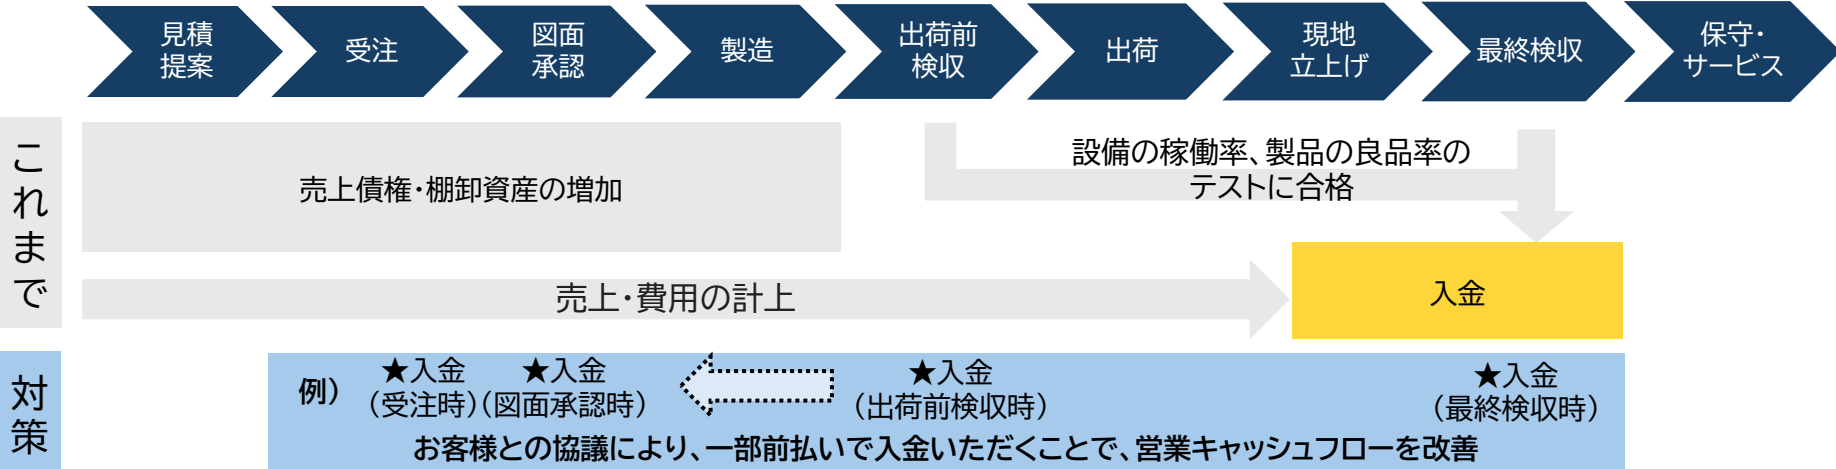 見積
提案
受注
図面
承認
製造
出荷前
検収
出荷
現地
立上げ
最終検収
保守・
サービス
これまで
売上債権・棚卸資産の増加
設備の稼働率、製品の良品率の
テストに合格
売上・費用の計上
入金
対策
例）
★入金
（受注時）
★入金
（図面承認時）
★入金
（出荷前検収時）
★入金
（最終検収時）
お客様との協議により、一部前払いで入金いただくことで、営業キャッシュフローを改善